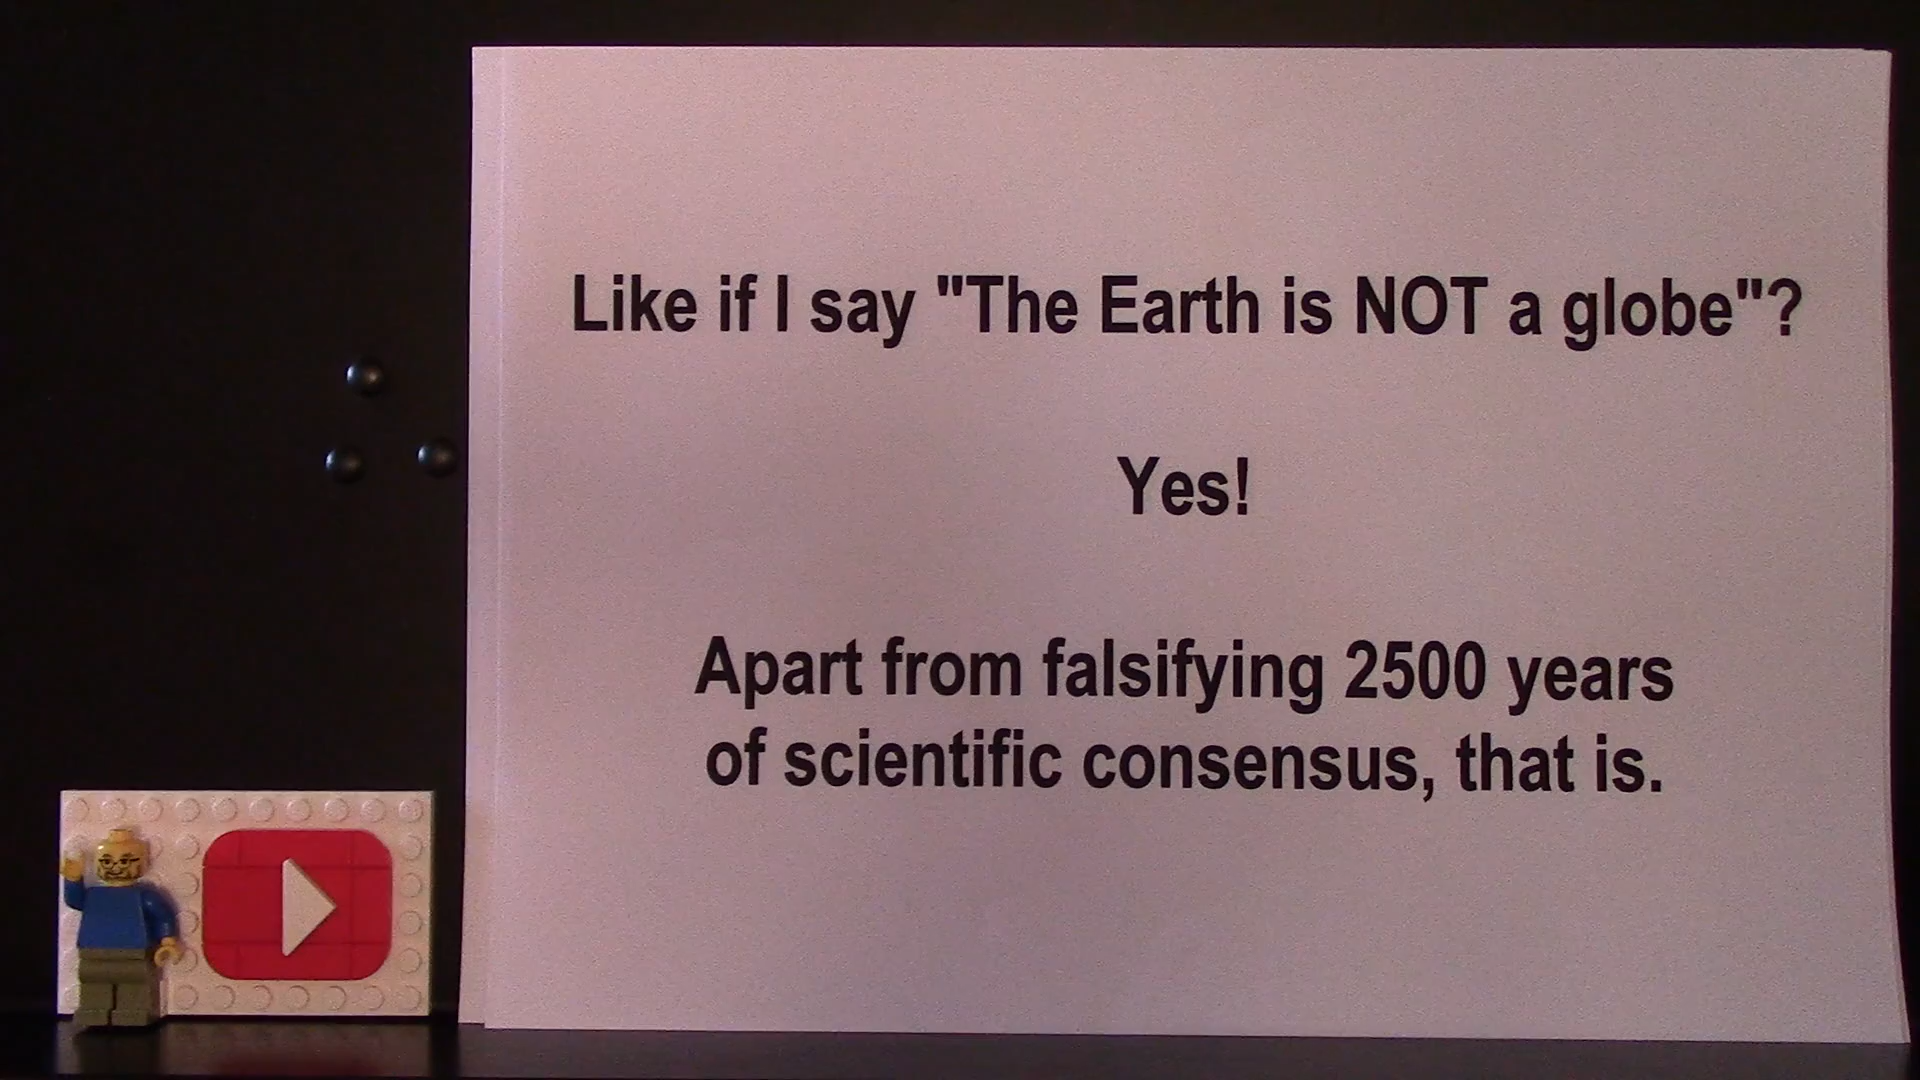 Like if I say "The Earth is NOT a globe"?
Yes!
Apart from falsifying 2500 years
of scientific consensus, that is.